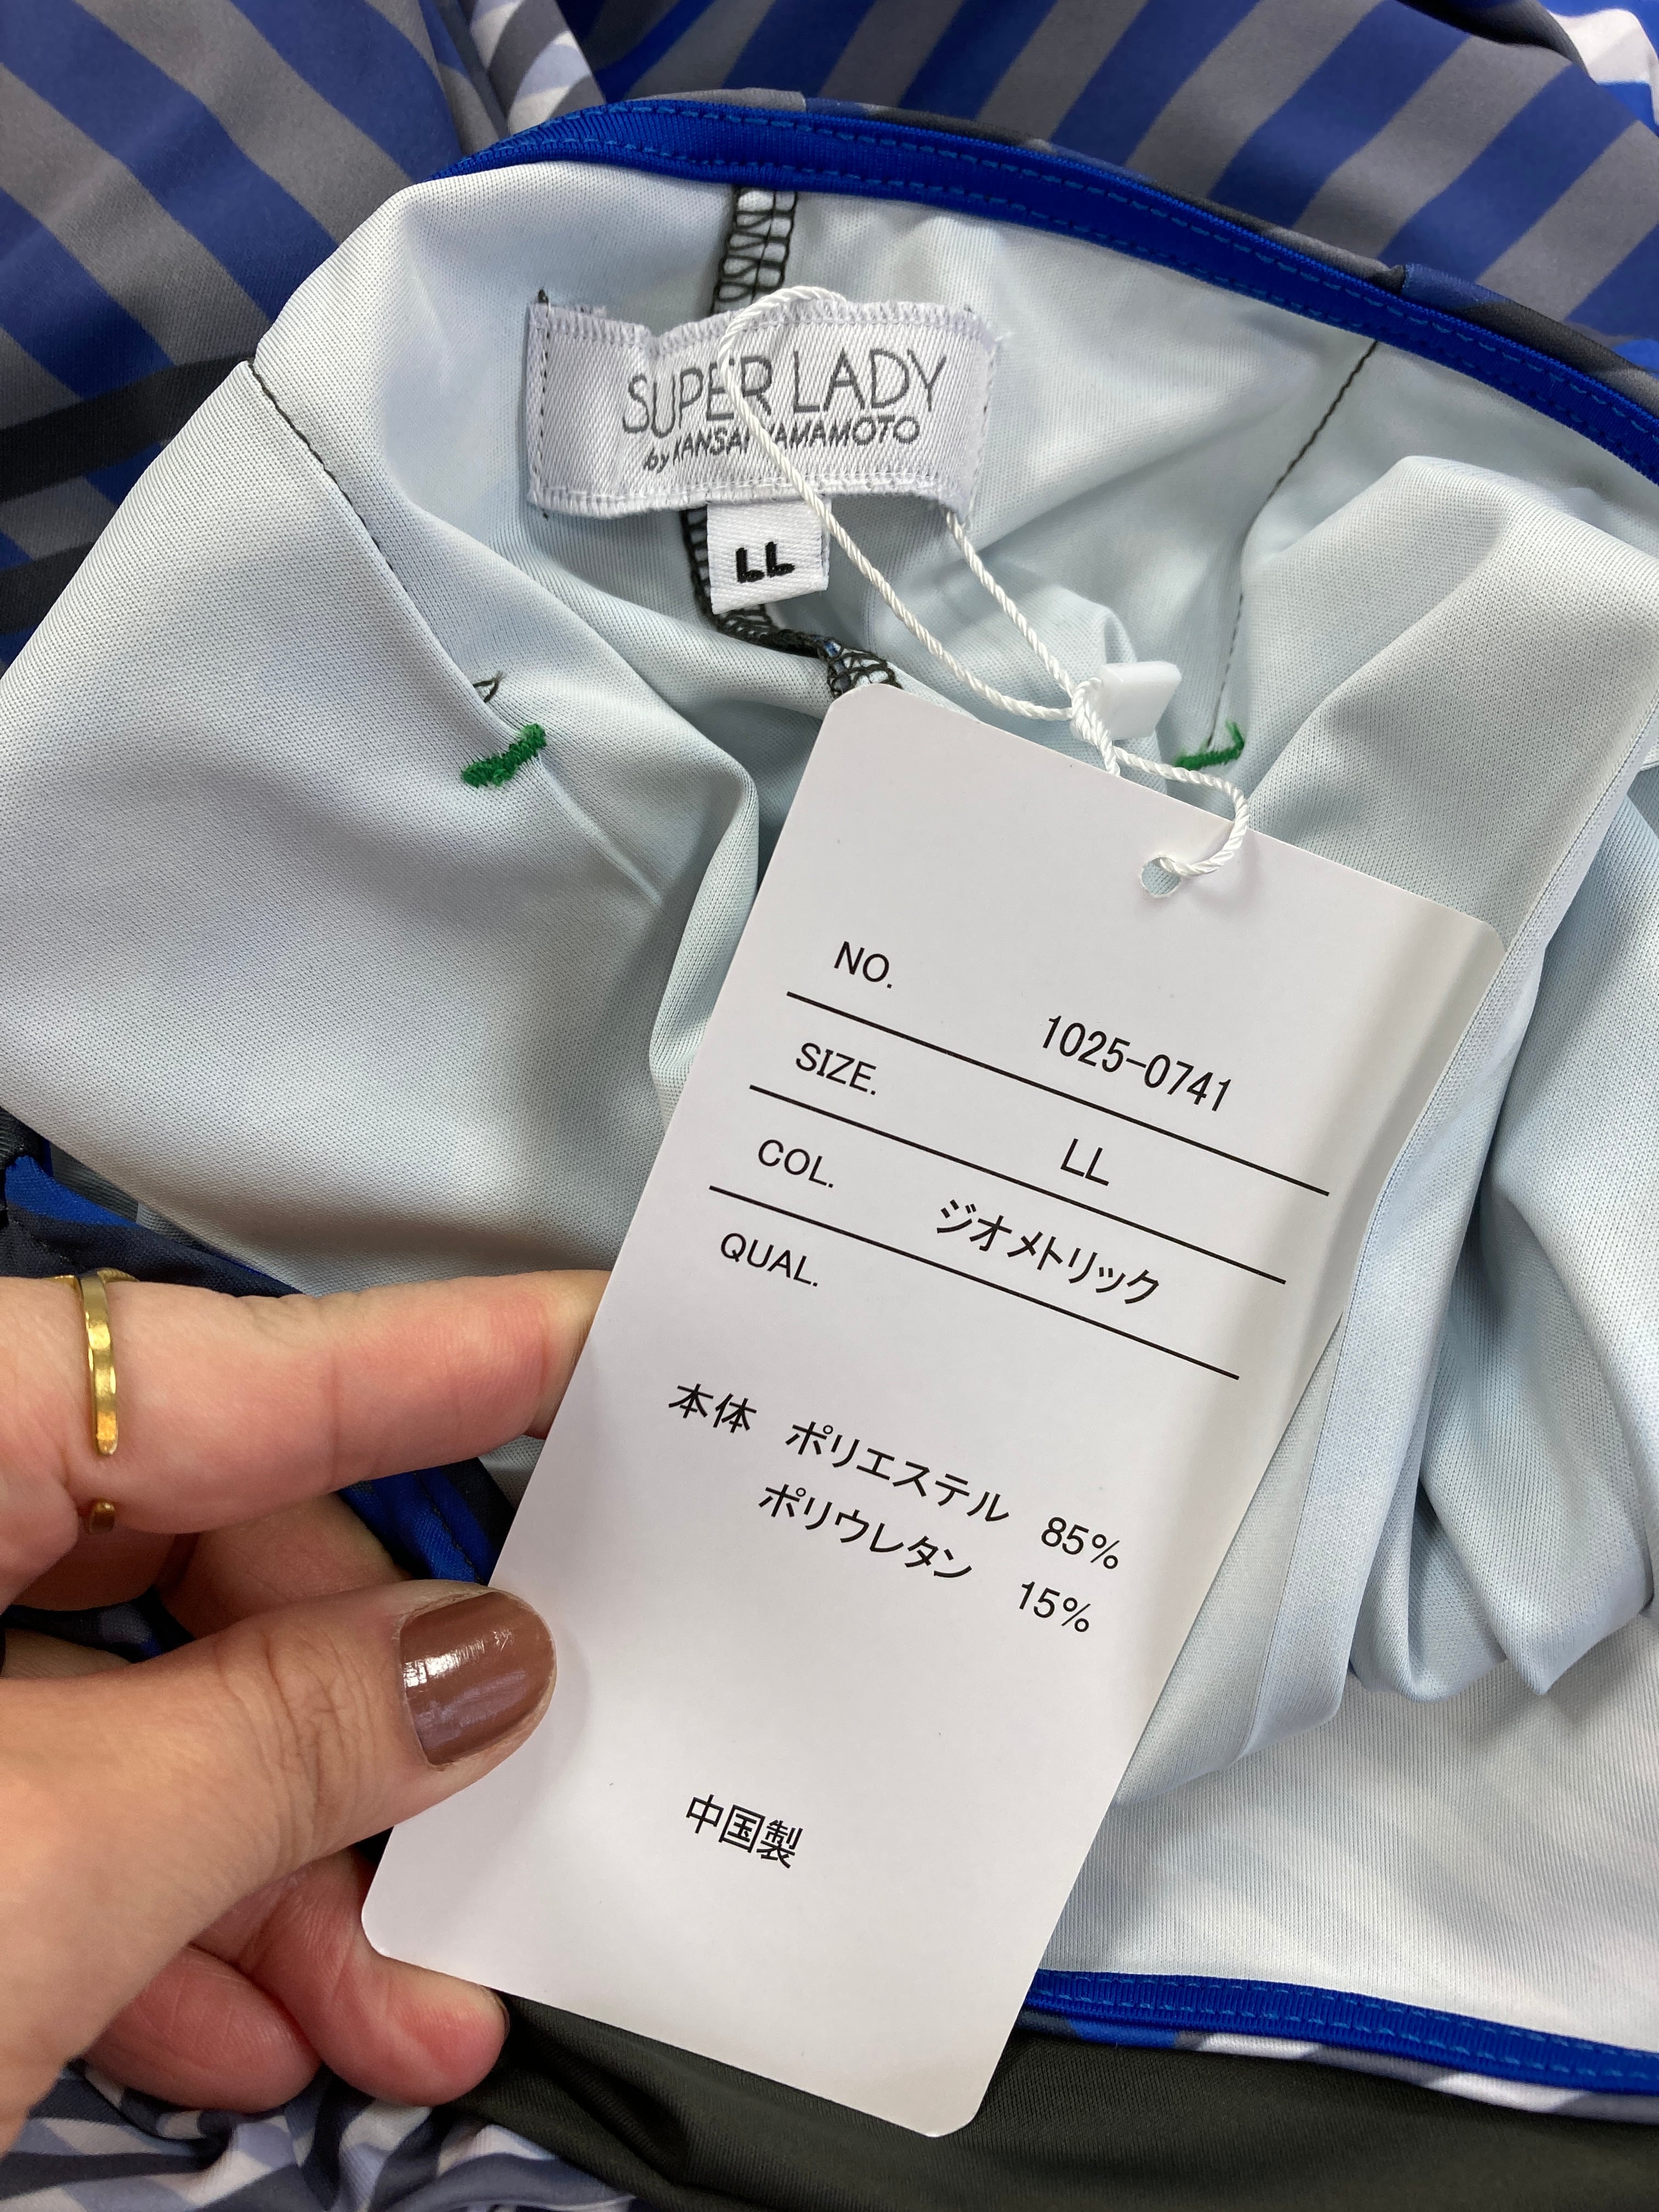 SUPER LADY
by KANSAI YAMAMOTO
LL
NO.
1025-0741
SIZE.
LL
COL.
ジオメトリック
QUAL.
本体 ポリエステル 85%
ポリウレタン 15%
中国製